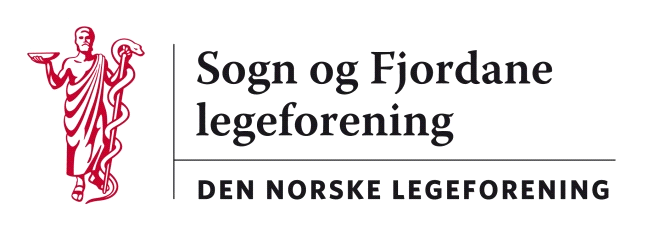 Sogn og Fjordane
legeforening
DEN NORSKE LEGEFORENING